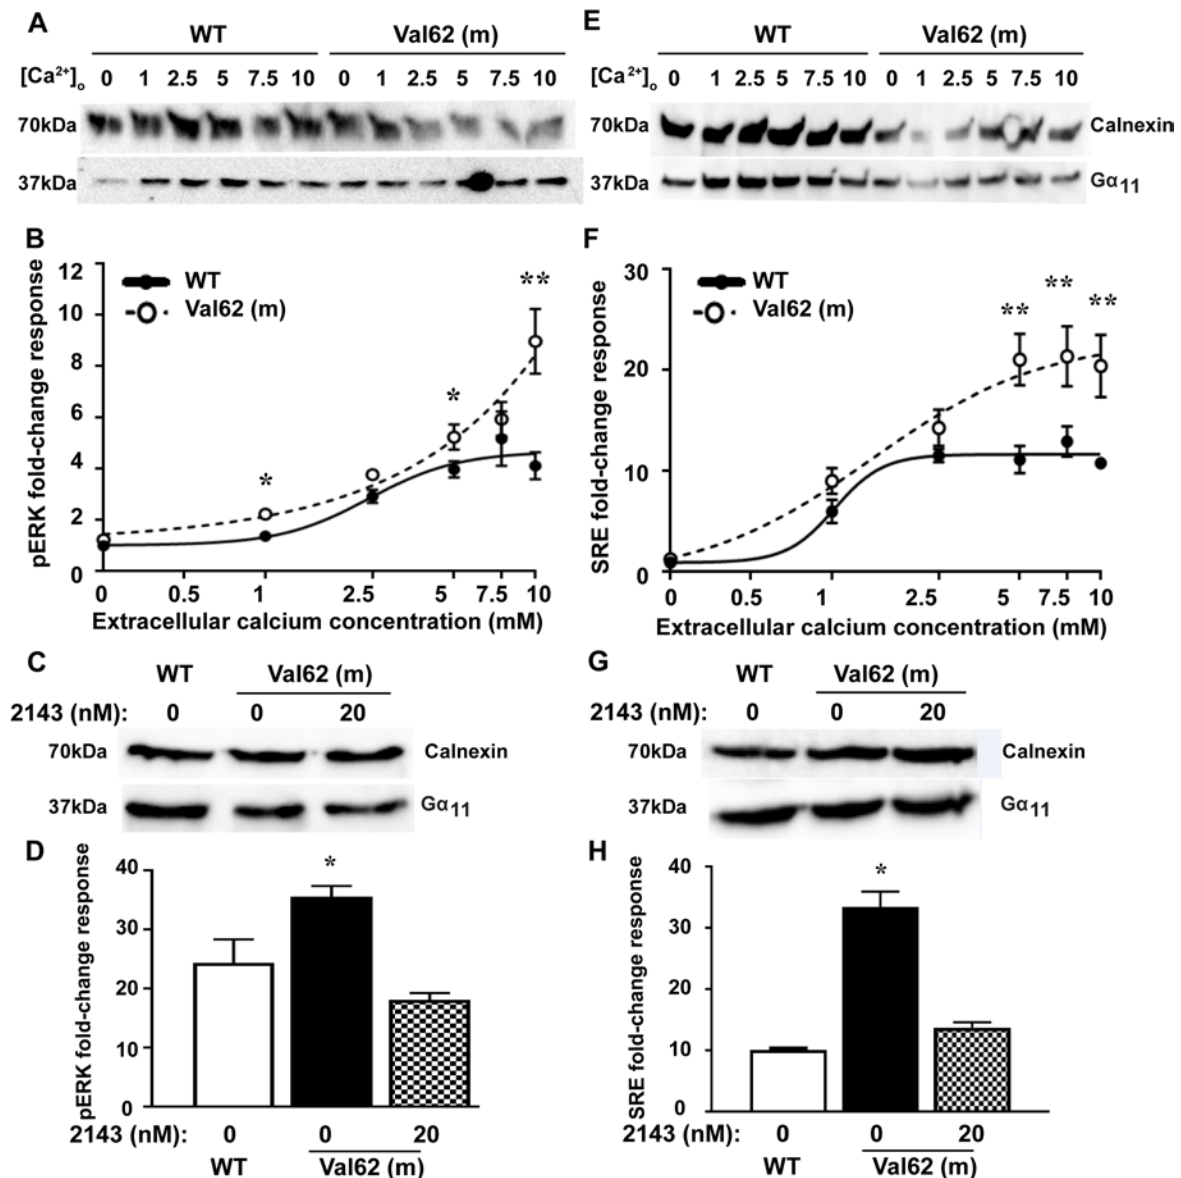 A
WT Val62 (m)
[Ca²⁺]ₒ 0 1 2.5 5 7.5 10 0 1 2.5 5 7.5 10
70kDa
37kDa
E
WT Val62 (m)
[Ca²⁺]ₒ 0 1 2.5 5 7.5 10 0 1 2.5 5 7.5 10
70kDa Calnexin
37kDa Gα₁₁
B
pERK fold-change response
12
10
8
6
4
2
0
WT
Val62 (m)
*
*
**
0 0.5 1 2.5 5 7.5 10
Extracellular calcium concentration (mM)
F
SRE fold-change response
30
20
10
0
WT
Val62 (m)
**
**
**
0 0.5 1 2.5 5 7.5 10
Extracellular calcium concentration (mM)
C
WT Val62 (m)
2143 (nM): 0 0 20
70kDa Calnexin
37kDa Gα₁₁
G
WT Val62 (m)
2143 (nM): 0 0 20
70kDa Calnexin
37kDa Gα₁₁
D
pERK fold-change response
40
30
20
10
0
*
2143 (nM): 0 0 20
WT Val62 (m)
H
SRE fold-change response
40
30
20
10
0
*
2143 (nM): 0 0 20
WT Val62 (m)